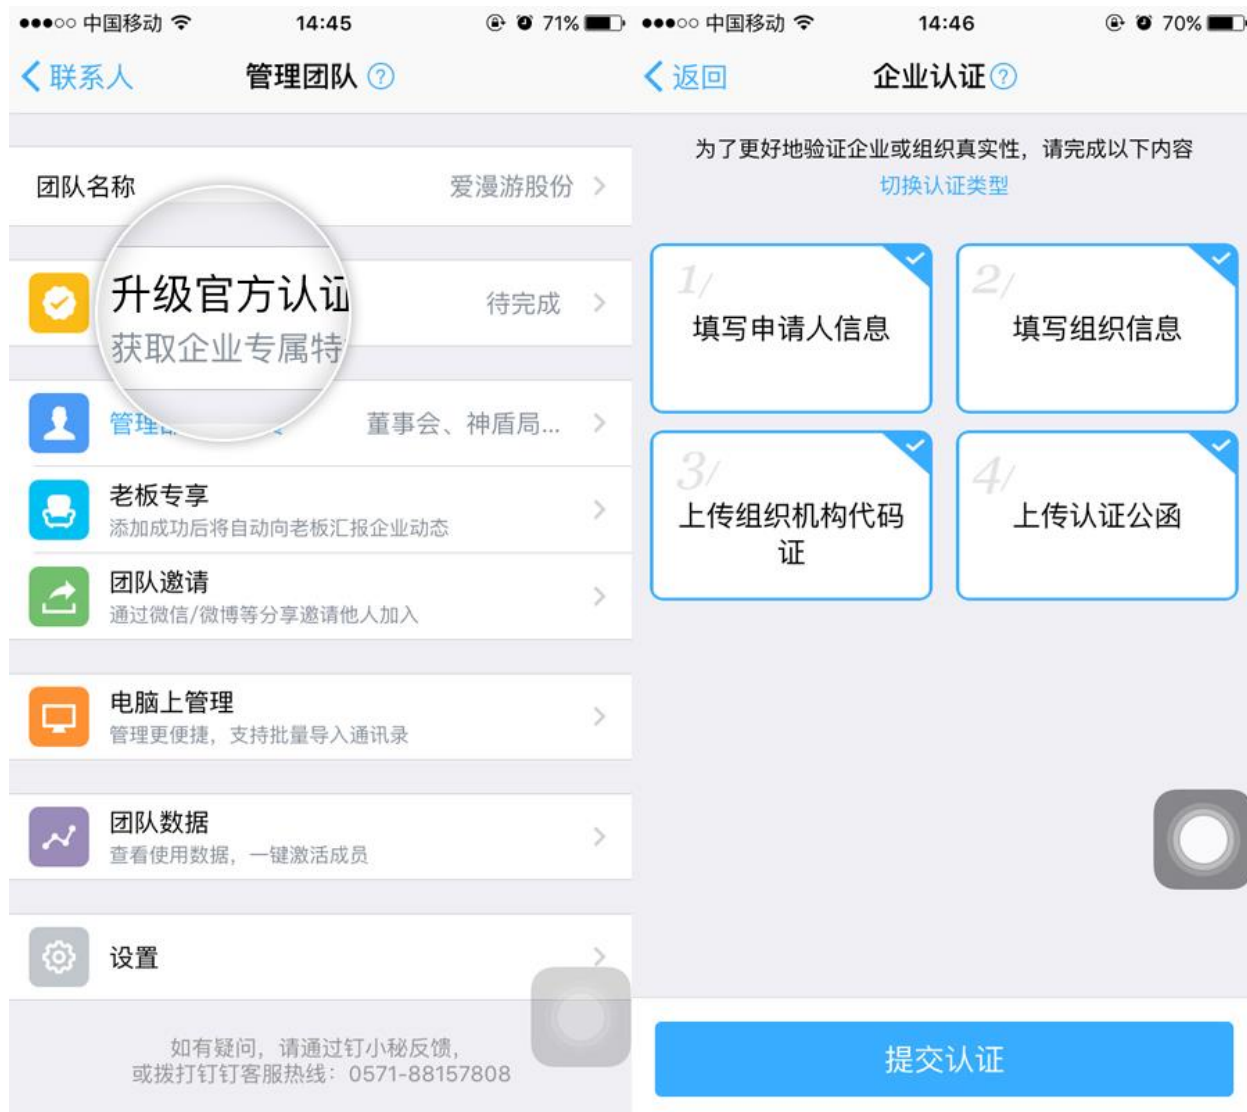 中国移动 14:45 71%
联系人 管理团队 ?
团队名称 爱漫游股份
升级官方认证
获取企业专属特
待完成
管理 董事会、神盾局...
老板专享
添加成功后将自动向老板汇报企业动态
团队邀请
通过微信/微博等分享邀请他人加入
电脑上管理
管理更便捷，支持批量导入通讯录
团队数据
查看使用数据，一键激活成员
设置
如有疑问，请通过钉小秘反馈，
或拨打钉钉客服热线：0571-88157808
中国移动 14:46 70%
返回 企业认证 ?
为了更好地验证企业或组织真实性，请完成以下内容
切换认证类型
1/
填写申请人信息
2/
填写组织信息
3/
上传组织机构代码
证
4/
上传认证公函
提交认证